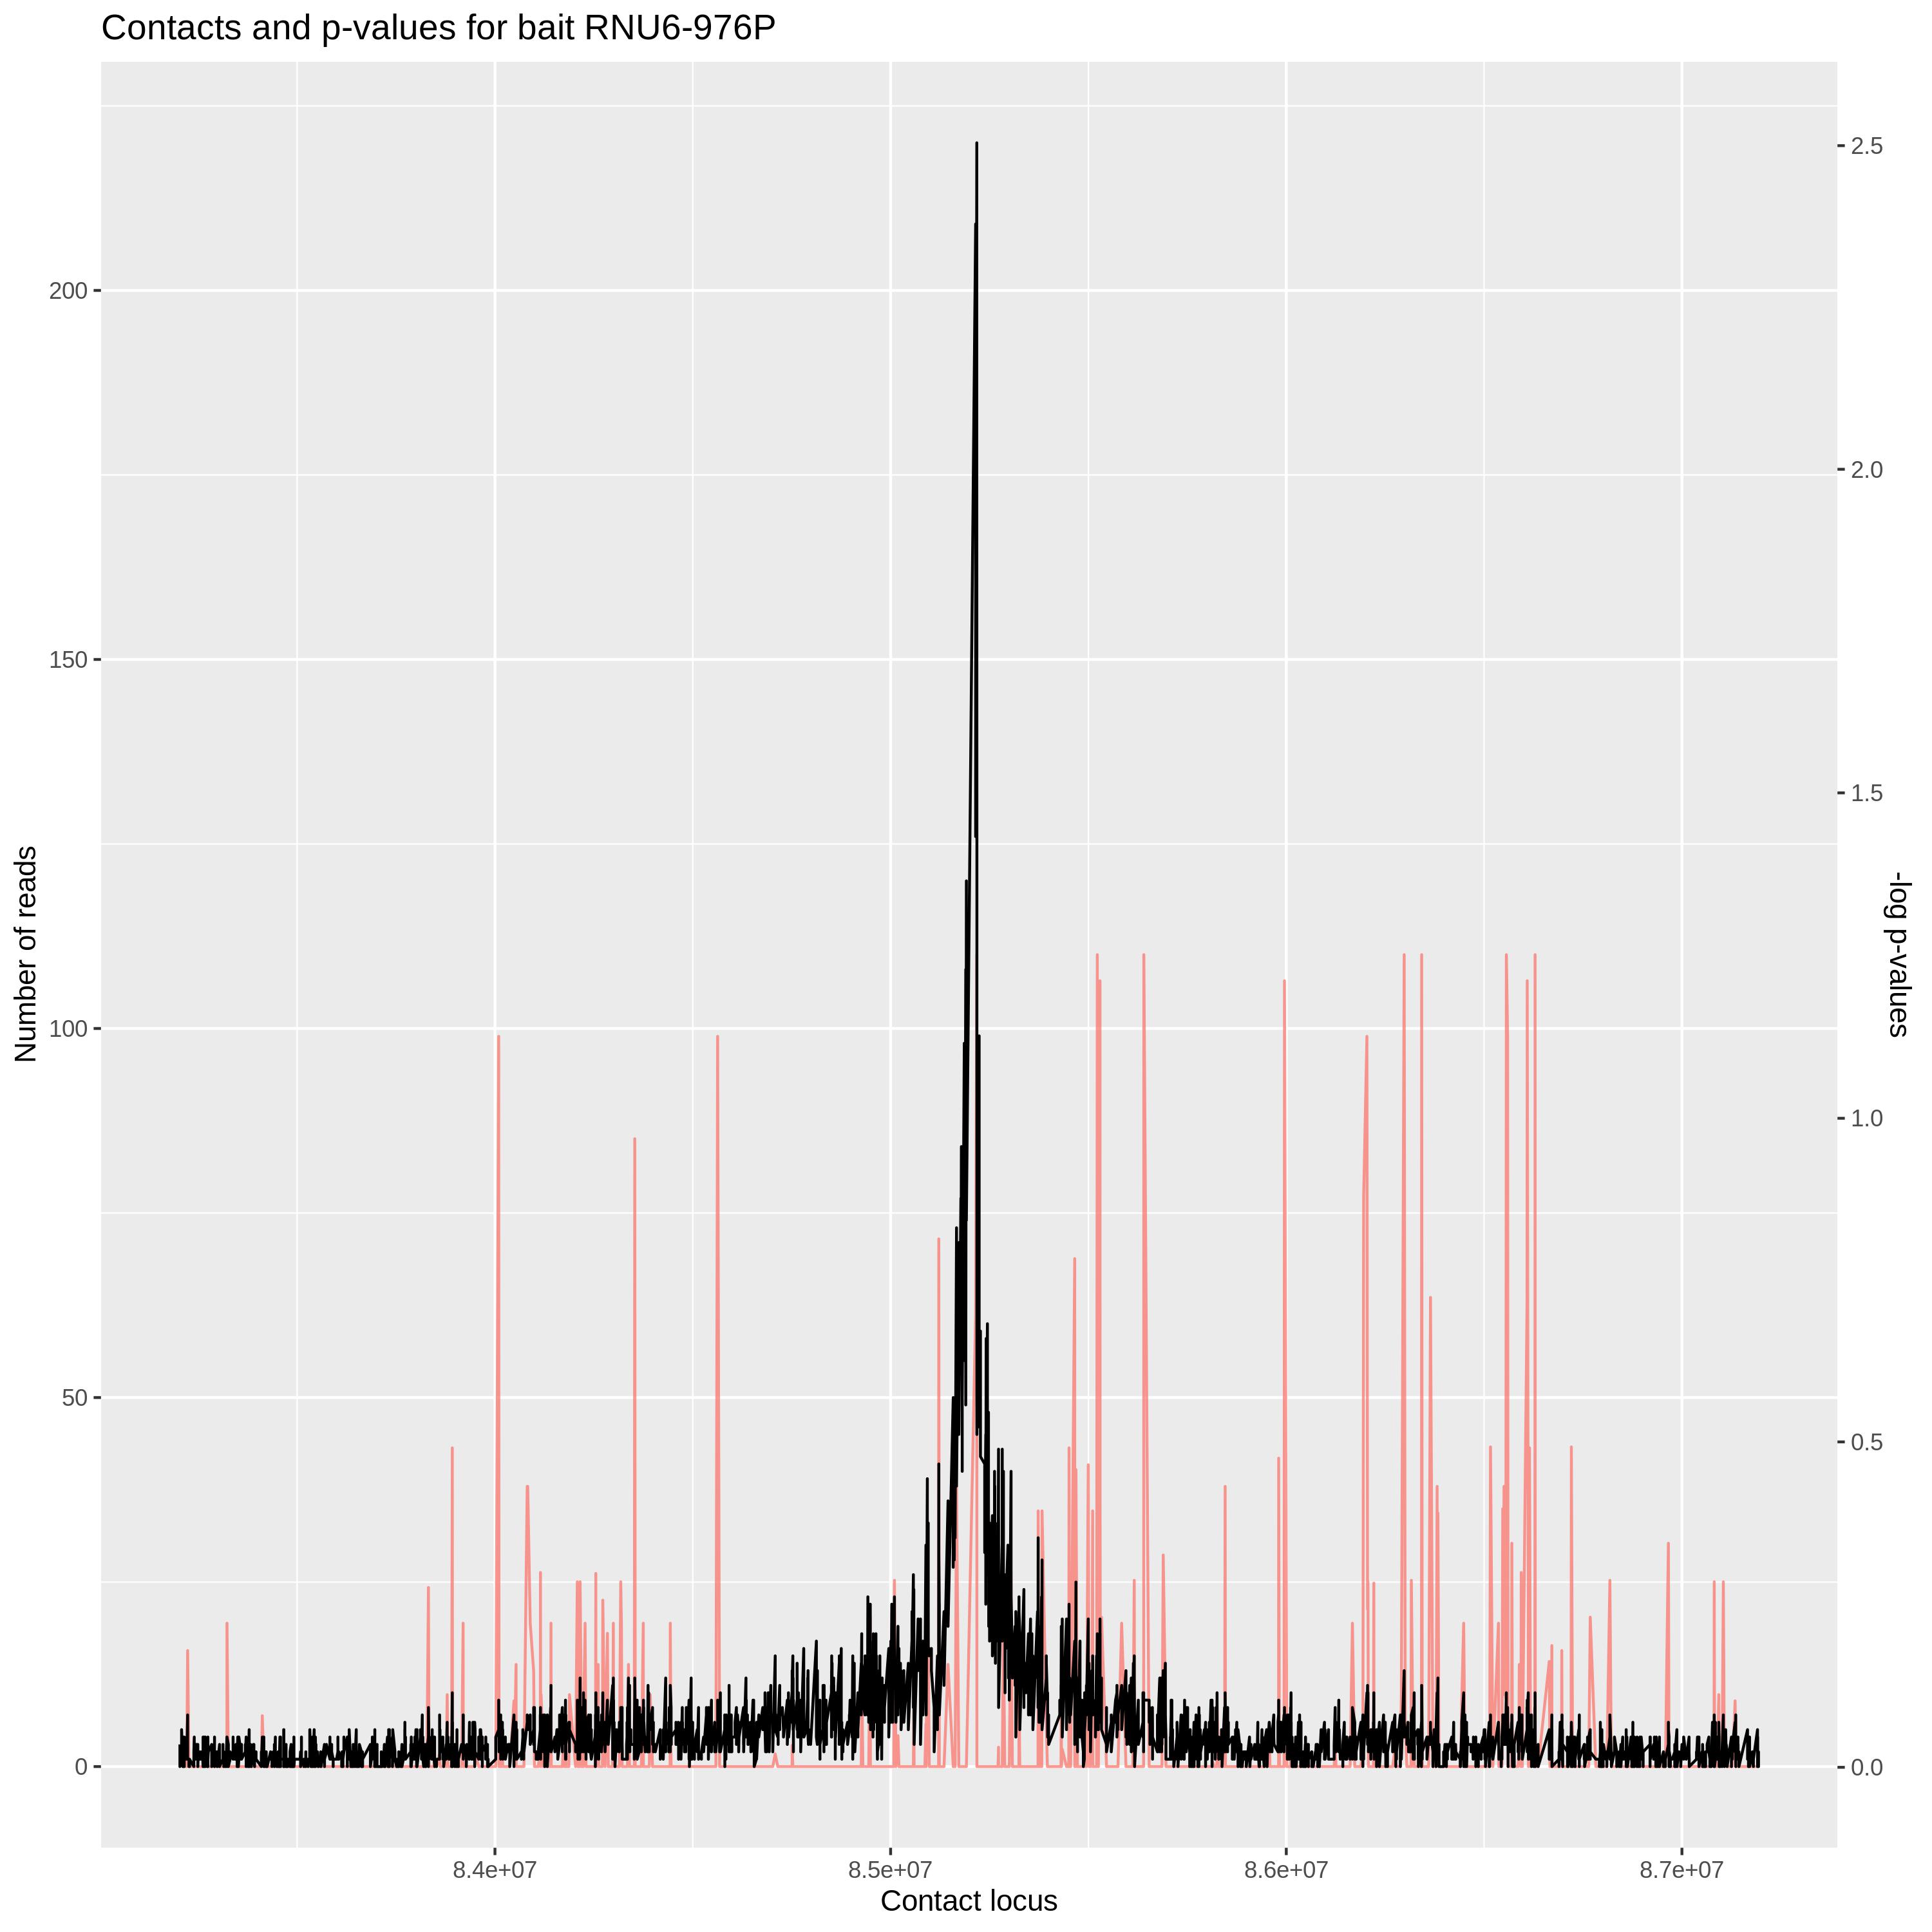 Contacts and p-values for bait RNU6-976P
Number of reads
200
150
100
50
0
2.5
2.0
1.5
1.0
0.5
0.0
-log p-values
8.4e+07 8.5e+07 8.6e+07 8.7e+07
Contact locus